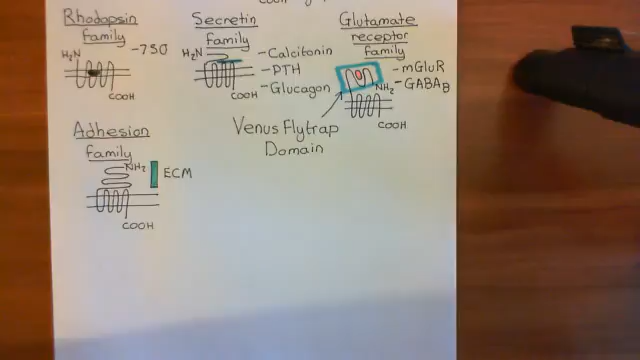 Rhodopsin
family
H₂N
-750
COOH
Secretin
family
H₂N
-Calcitonin
-PTH
-Glucagon
COOH
Glutamate
receptor
family
-mGluR
NH₂
-GABAB
COOH
Venus Flytrap
Domain
Adhesion
family
NH₂
ECM
COOH